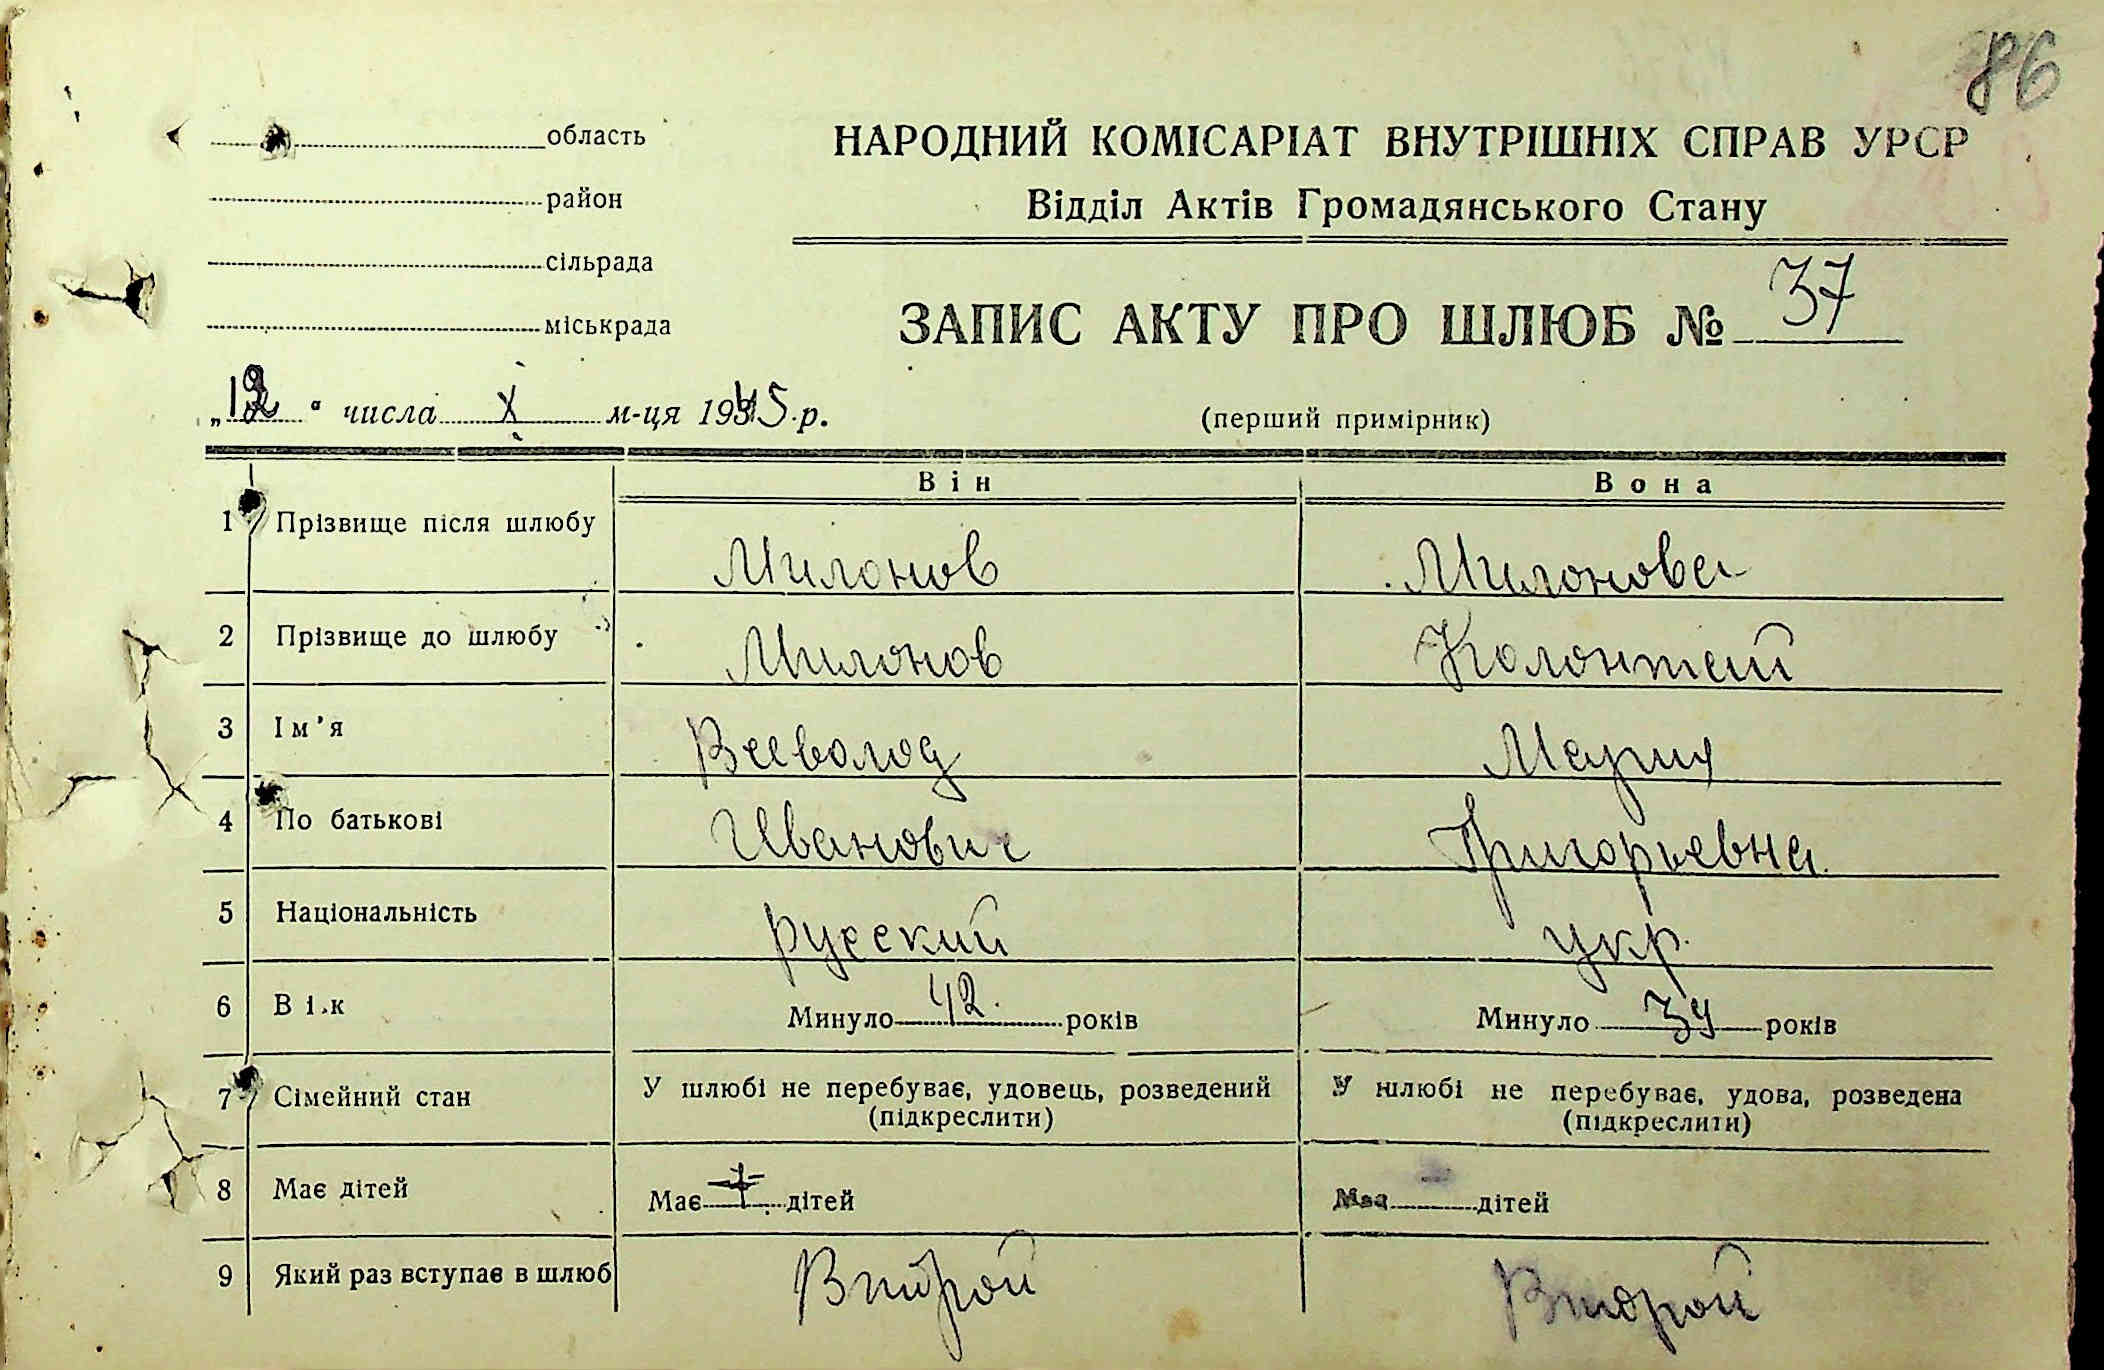 86
область
район
сільрада
міськрада
НАРОДНИЙ КОМІСАРІАТ ВНУТРІШНІХ СПРАВ УРСР
Відділ Актів Громадянського Стану
ЗАПИС АКТУ ПРО ШЛЮБ № 37
„12“ числа X м-ця 1945 р.
(перший примірник)
Він Вона
1 Прізвище після шлюбу Милонов Милонова
2 Прізвище до шлюбу Милонов Колонтай
3 Ім'я Всеволод Мария
4 По батькові Иванович Григорьевна
5 Національність русский укр.
6 Вік Минуло 42 років Минуло 34 років
7 Сімейний стан У шлюбі не перебуває, удовець, розведений У шлюбі не перебуває, удова, розведена
(підкреслити) (підкреслити)
8 Має дітей Має дітей Має - дітей
9 Який раз вступає в шлюб Второй Второй